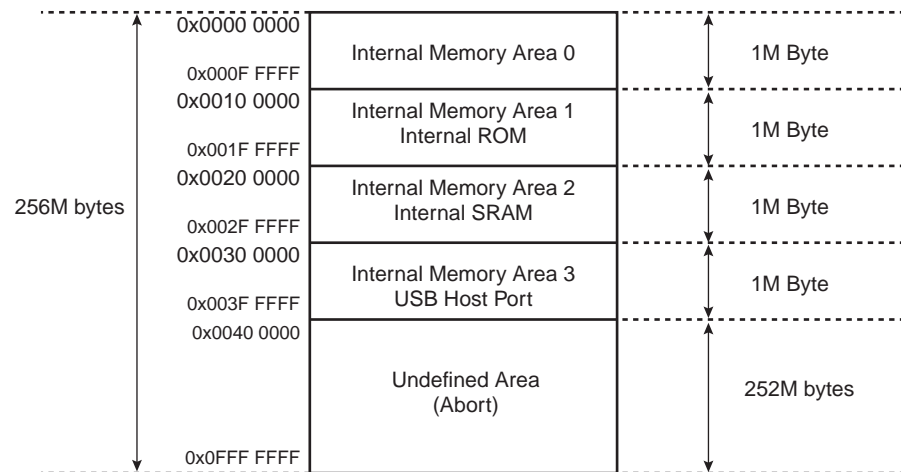 0x0000 0000
Internal Memory Area 0
1M Byte
0x000F FFFF
0x0010 0000
Internal Memory Area 1
Internal ROM
1M Byte
0x001F FFFF
0x0020 0000
256M bytes
Internal Memory Area 2
Internal SRAM
1M Byte
0x002F FFFF
0x0030 0000
Internal Memory Area 3
USB Host Port
1M Byte
0x003F FFFF
0x0040 0000
Undefined Area
(Abort)
252M bytes
0x0FFF FFFF